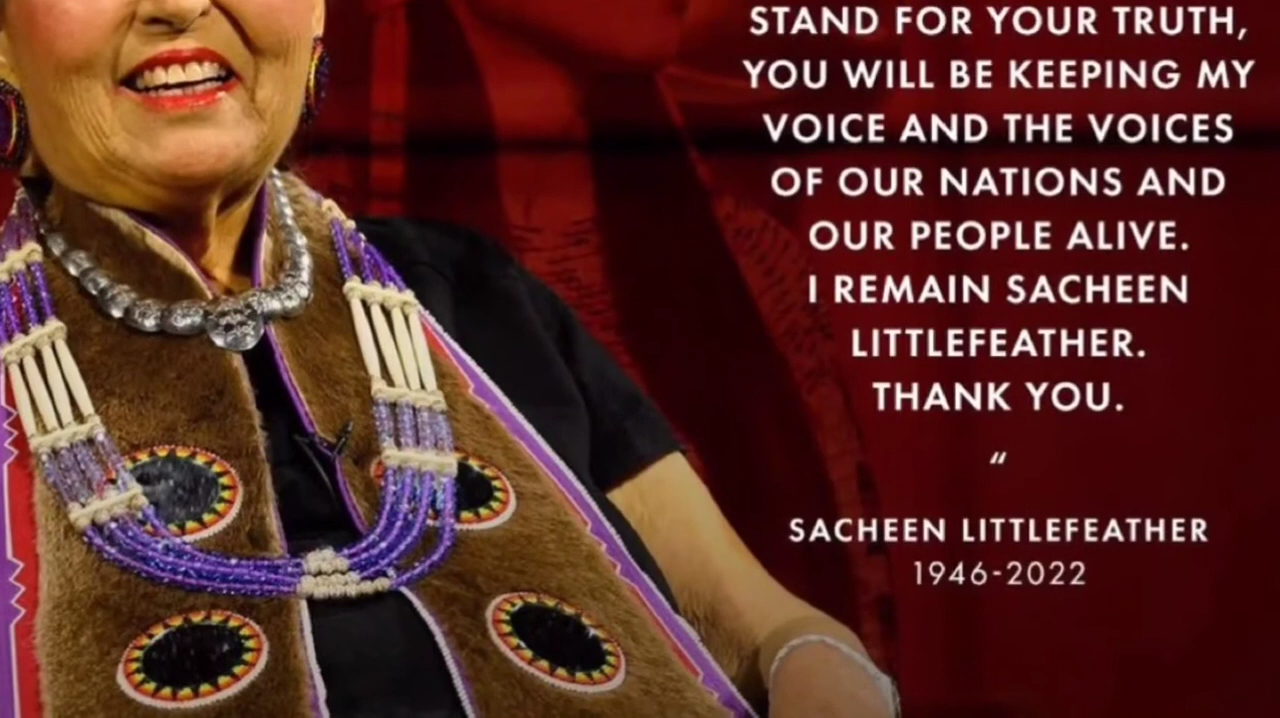 STAND FOR YOUR TRUTH,
YOU WILL BE KEEPING MY
VOICE AND THE VOICES
OF OUR NATIONS AND
OUR PEOPLE ALIVE.
I REMAIN SACHEEN
LITTLEFEATHER.
THANK YOU.
“
SACHEEN LITTLEFEATHER
1946-2022